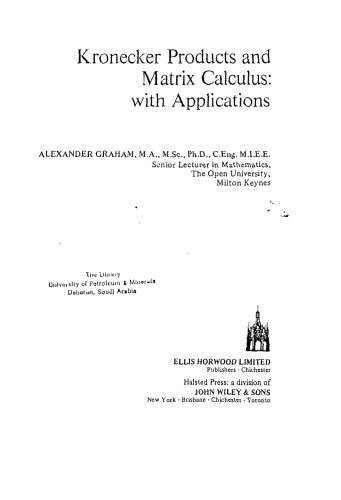 Kronecker Products and
Matrix Calculus:
with Applications
ALEXANDER GRAHAM, M.A., M.Sc., Ph.D., C.Eng. M.I.E.E.
Senior Lecturer in Mathematics,
The Open University,
Milton Keynes
The Library
University of Petroleum & Minerals
Dahran, Saudi Arabia
ELLIS HORWOOD LIMITED
Publishers · Chichester
Halsted Press: a division of
JOHN WILEY & SONS
New York · Brisbane · Chichester · Toronto